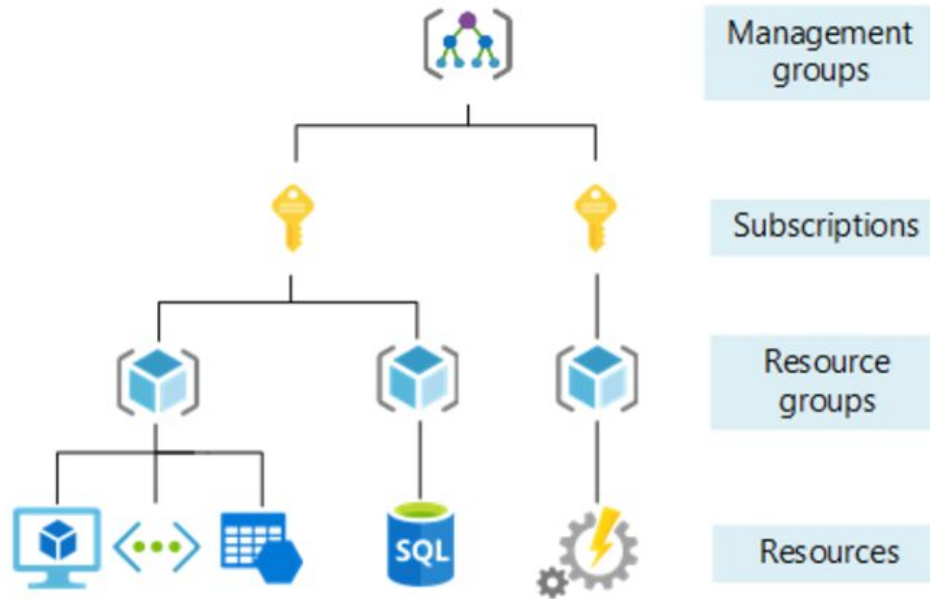 Management
groups
Subscriptions
Resource
groups
SQL
Resources